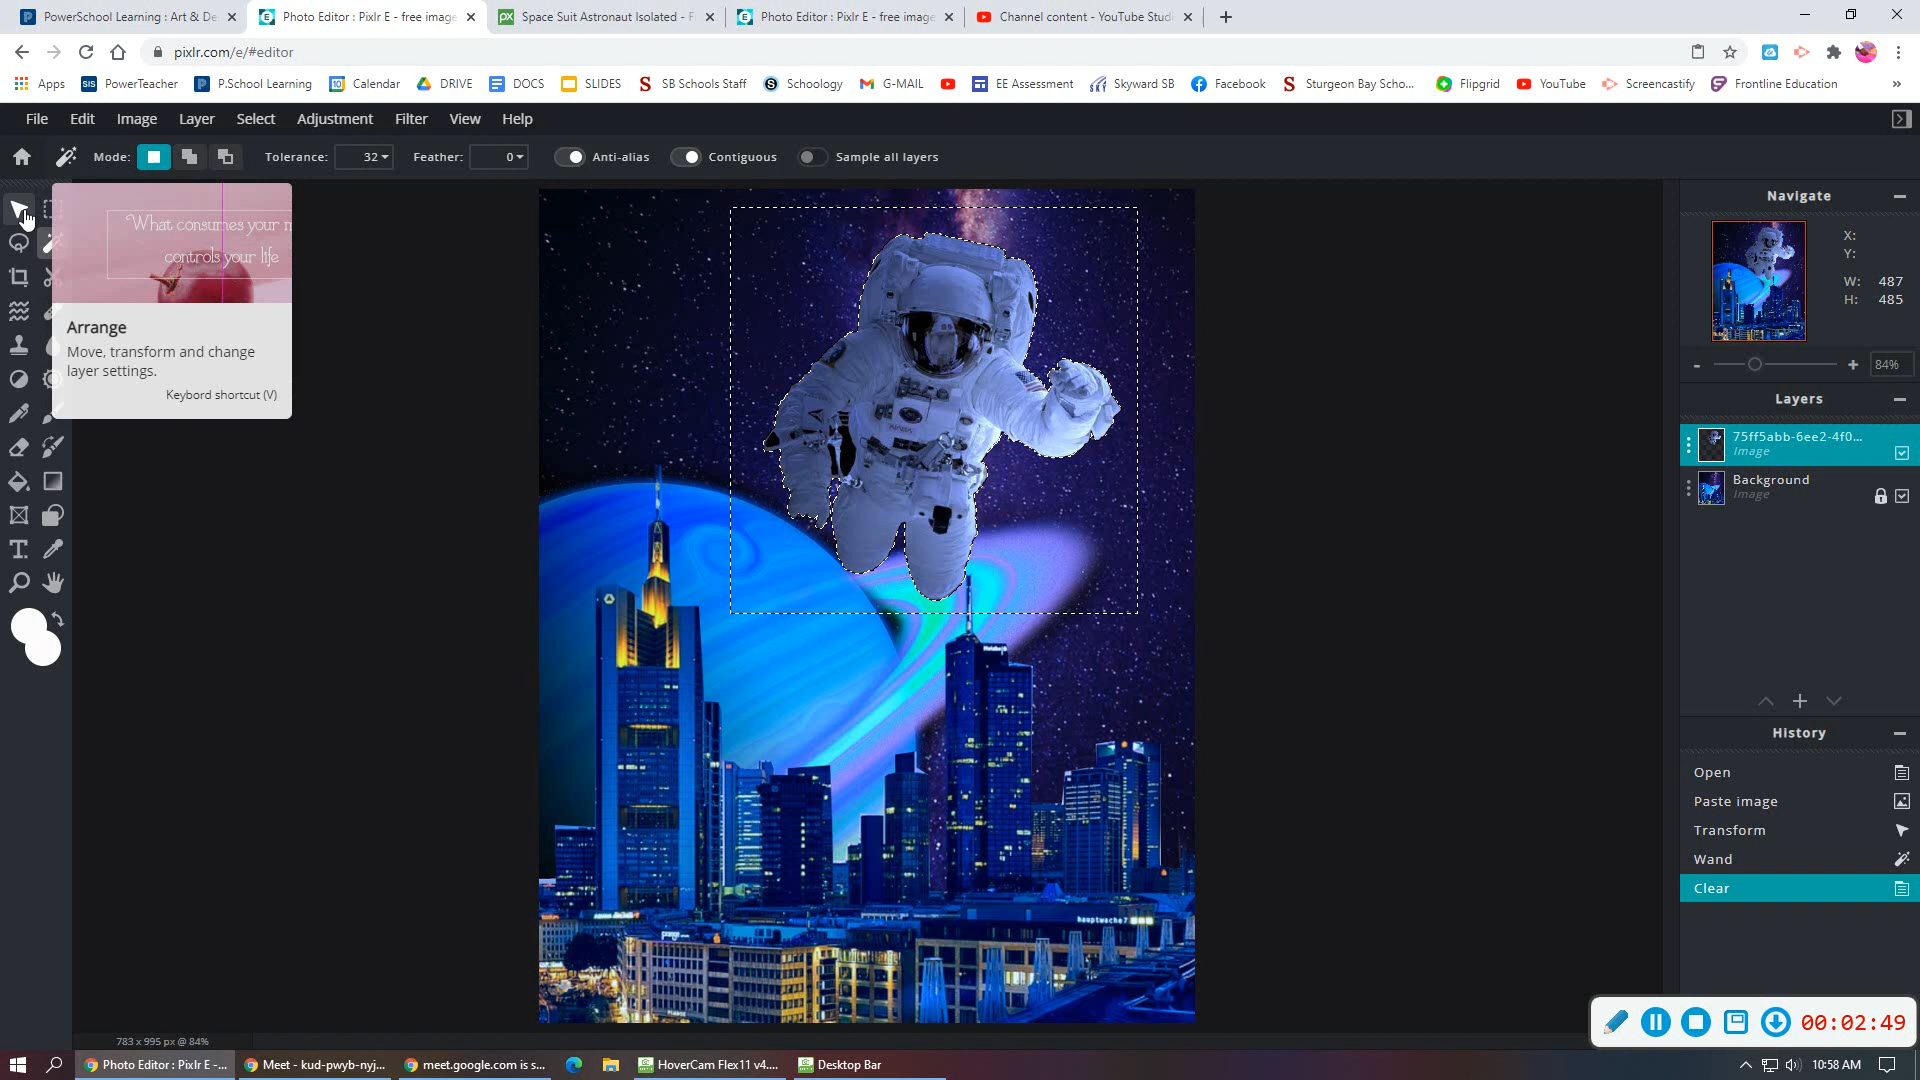 PowerSchool Learning : Art & De
Photo Editor : Pixlr E - free image
Space Suit Astronaut Isolated - F
Photo Editor : Pixlr E - free image
Channel content - YouTube Studi
pixlr.com/e/#editor
Apps
SIS PowerTeacher
P.School Learning
Calendar
DRIVE
DOCS
SLIDES
SB Schools Staff
Schoology
G-MAIL
EE Assessment
Skyward SB
Facebook
Sturgeon Bay Scho...
Flipgrid
YouTube
Screencastify
Frontline Education
»
File Edit Image Layer Select Adjustment Filter View Help
Mode: Tolerance: 32 Feather: 0 Anti-alias Contiguous Sample all layers
"What consumes your m
controls your life
Arrange
Move, transform and change
layer settings.
Keybord shortcut (V)
Navigate
X:
Y:
W: 487
H: 485
84%
Layers
75ff5abb-6ee2-4f0...
Image
Background
Image
History
Open
Paste image
Transform
Wand
Clear
NASA
hauptwache7
783 x 995 px @ 84%
00:02:49
Photo Editor : Pixlr E -...
Meet - kud-pwyb-nyj...
meet.google.com is s...
HoverCam Flex11 v4....
Desktop Bar
10:58 AM